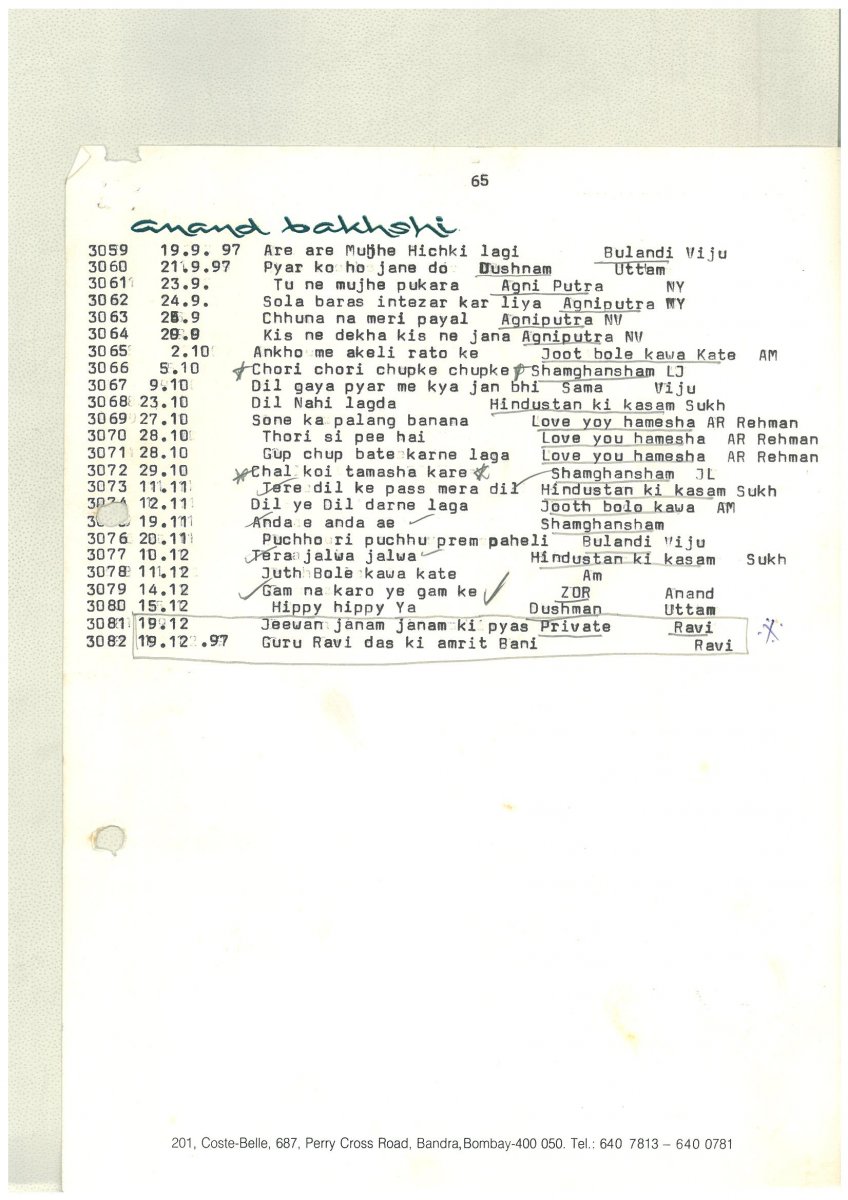 65
anand bakhshi
3059 19.9. 97 Are are Mujhe Hichki lagi Bulandi Viju
3060 21.9.97 Pyar ko ho jane do Dushnam Uttam
3061 23.9. Tu ne mujhe pukara Agni Putra NY
3062 24.9. Sola baras intezar kar liya Agniputra NY
3063 .9 Chhuna na meri payal Agniputra NV
3064 Kis ne dekha kis ne jana Agniputra NV
3065 2.10 Ankho me akeli rato ke Joot bole kawa Kate AM
3066 5.10 Chori chori chupke chupke Shamghansham LJ
3067 9.10 Dil gaya pyar me kya jan bhi Sama Viju
3068 23.10 Dil Nahi lagda Hindustan ki kasam Sukh
3069 27.10 Sone ka palang banana Love yoy hamesha AR Rehman
3070 28.10 Thori si pee hai Love you hamesha AR Rehman
3071 28.10 Gup chup bate karne laga Love you hamesha AR Rehman
3072 29.10 Chal koi tamasha kare Shamghansham JL
3073 11.11 Tere dil ke pass mera dil Hindustan ki kasam Sukh
12.11 Dil ye Dil darne laga Jooth bolo kawa AM
19.11 Anda e anda ae Shamghansham
3076 20.11 Puchho ri puchhu prem paheli Bulandi Viju
3077 10.12 Tera jalwa jalwa Hindustan ki kasam Sukh
3078 11.12 Juth Bole kawa kate Am
3079 14.12 Gam na karo ye gam ke ZOR Anand
3080 15.12 Hippy hippy Ya Dushman Uttam
3081 19.12 Jeewan janam janam ki pyas Private Ravi
3082 19.12 .97 Guru Ravi das ki amrit Bani Ravi
201, Coste-Belle, 687, Perry Cross Road, Bandra, Bombay-400 050. Tel.: 640 7813 – 640 0781